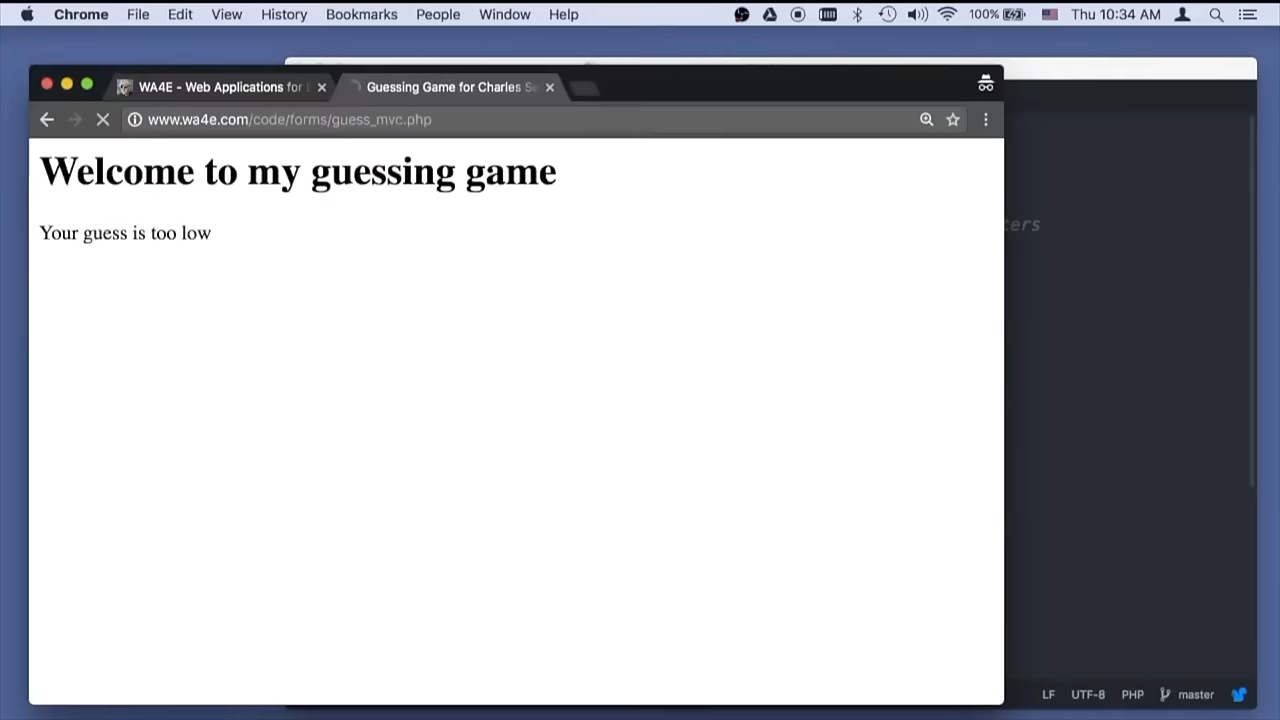 Chrome File Edit View History Bookmarks People Window Help 100% Thu 10:34 AM
WA4E - Web Applications for Guessing Game for Charles Se
www.wa4e.com/code/forms/guess_mvc.php
Welcome to my guessing game
Your guess is too low
ters
LF UTF-8 PHP master